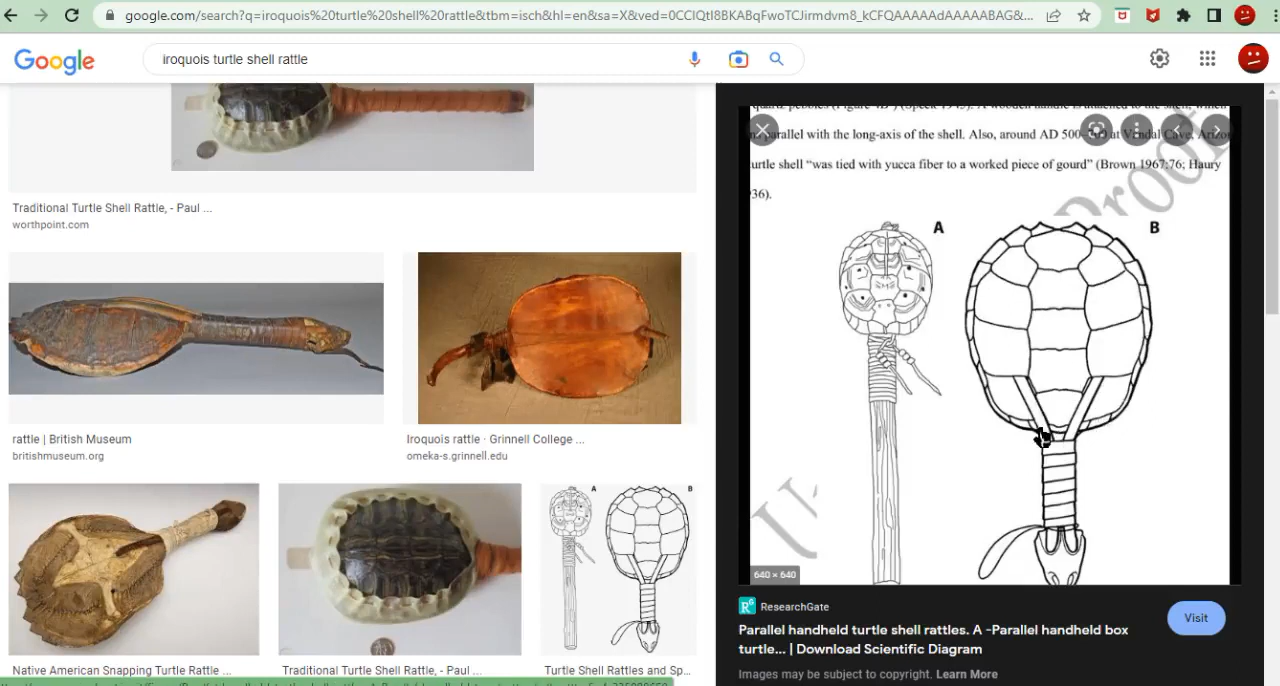 google.com/search?q=iroquois%20turtle%20shell%20rattle&tbm=isch&hl=en&sa=X&ved=0CCIQtI8BKABqFwoTCJirmdvm8_kCFQAAAAAdAAAAABAG&...
Google
iroquois turtle shell rattle
parallel with the long-axis of the shell. Also, around AD 500- at
urtle shell “was tied with yucca fiber to a worked piece of gourd” (Brown 1967:76; Haury
36).
A
B
640 × 640
Traditional Turtle Shell Rattle, - Paul ...
worthpoint.com
rattle | British Museum
britishmuseum.org
Iroquois rattle · Grinnell College ...
omeka-s.grinnell.edu
A
B
Native American Snapping Turtle Rattle ...
Traditional Turtle Shell Rattle, - Paul ...
Turtle Shell Rattles and Sp...
ResearchGate
Parallel handheld turtle shell rattles. A -Parallel handheld box
turtle... | Download Scientific Diagram
Visit
Images may be subject to copyright. Learn More